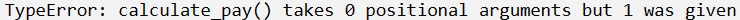 TypeError: calculate_pay() takes 0 positional arguments but 1 was given